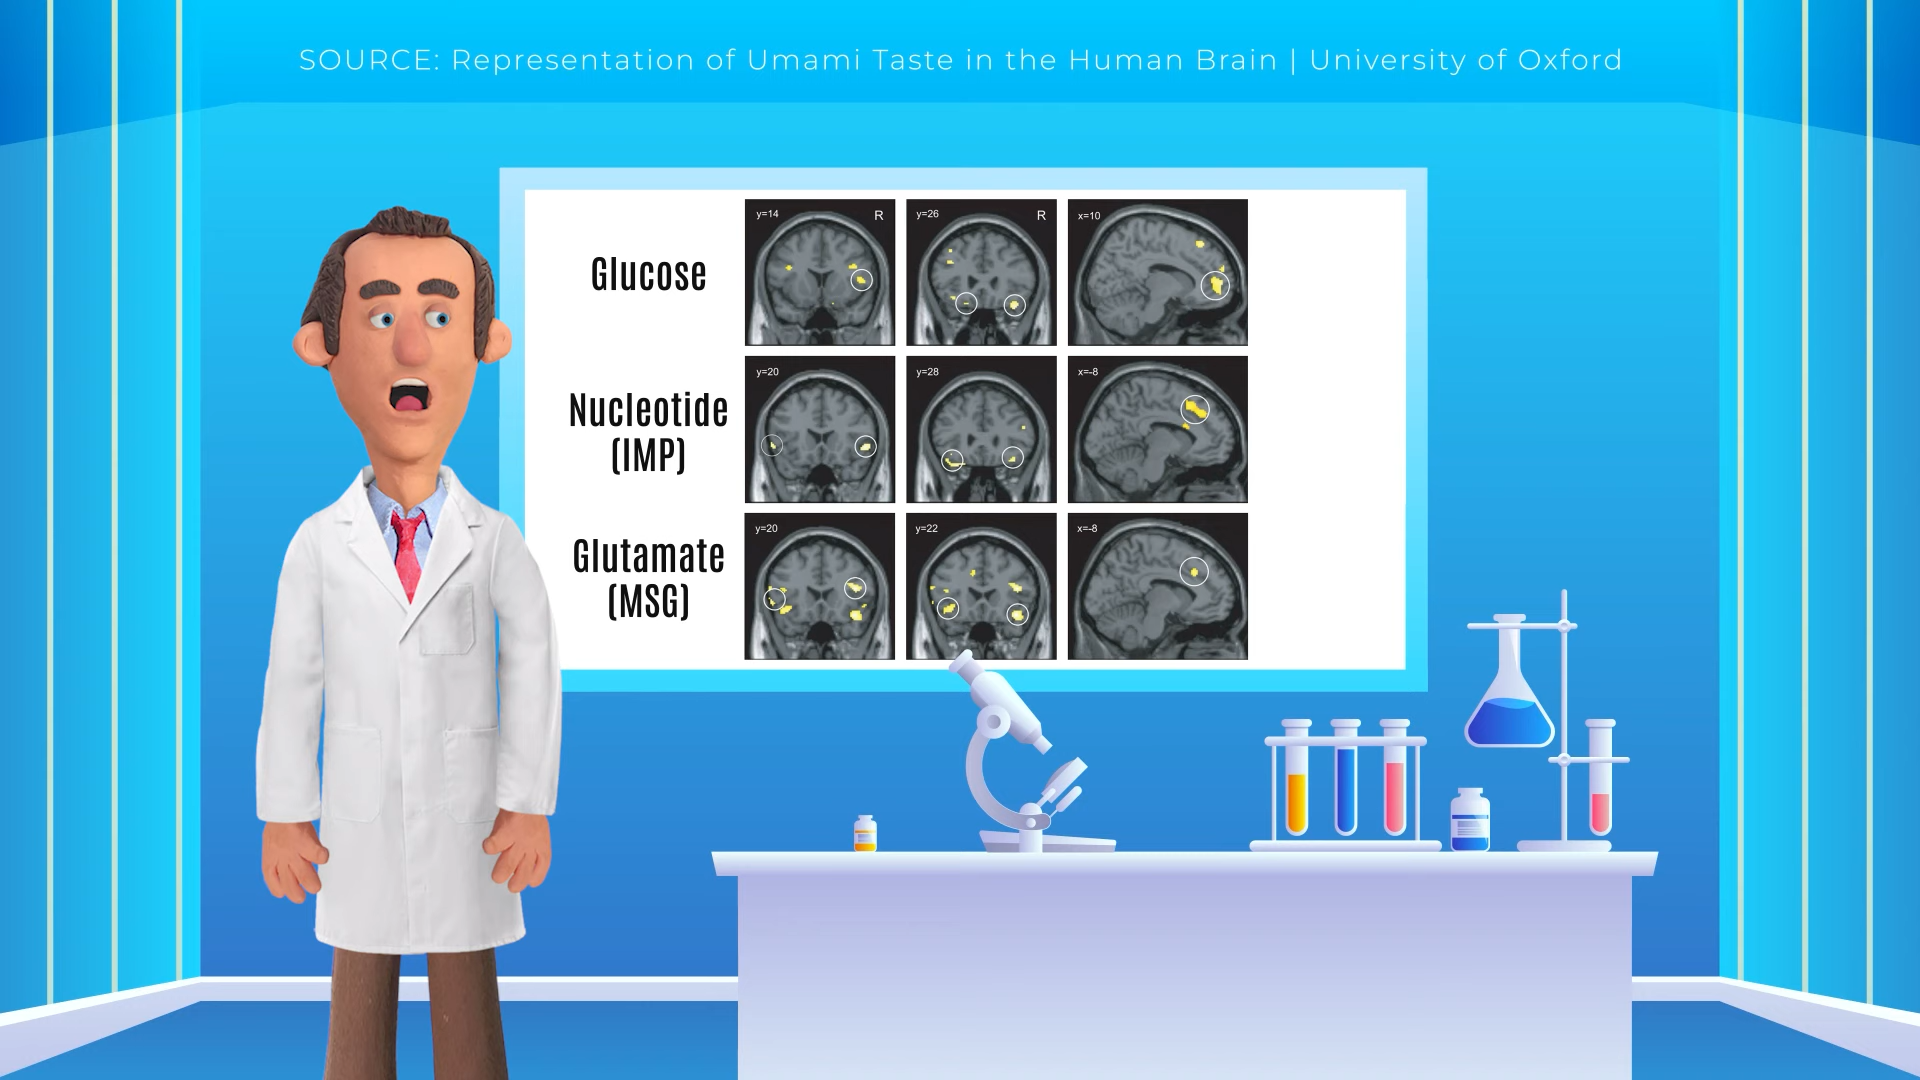 SOURCE: Representation of Umami Taste in the Human Brain | University of Oxford
Glucose
y=14 R
y=26 R
x=10
Nucleotide
(IMP)
y=20
y=28
x=-8
Glutamate
(MSG)
y=20
y=22
x=-8